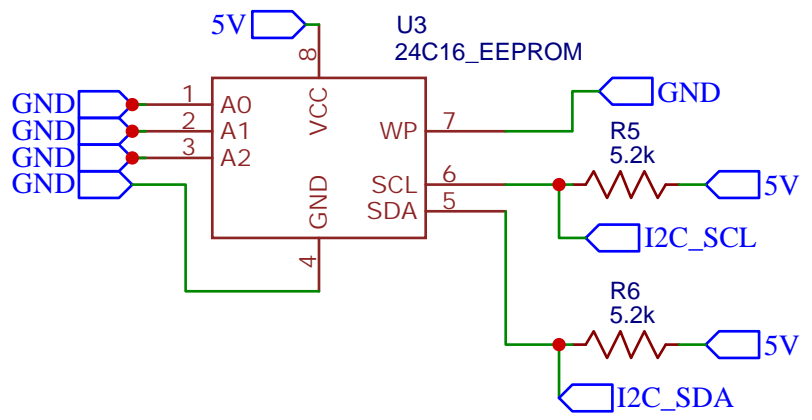 5V
U3
24C16_EEPROM
8
VCC
GND 1 A0
GND 2 A1
GND 3 A2
GND
GND
4
WP 7
GND
SCL 6
SDA 5
R5
5.2k
5V
I2C_SCL
R6
5.2k
5V
I2C_SDA